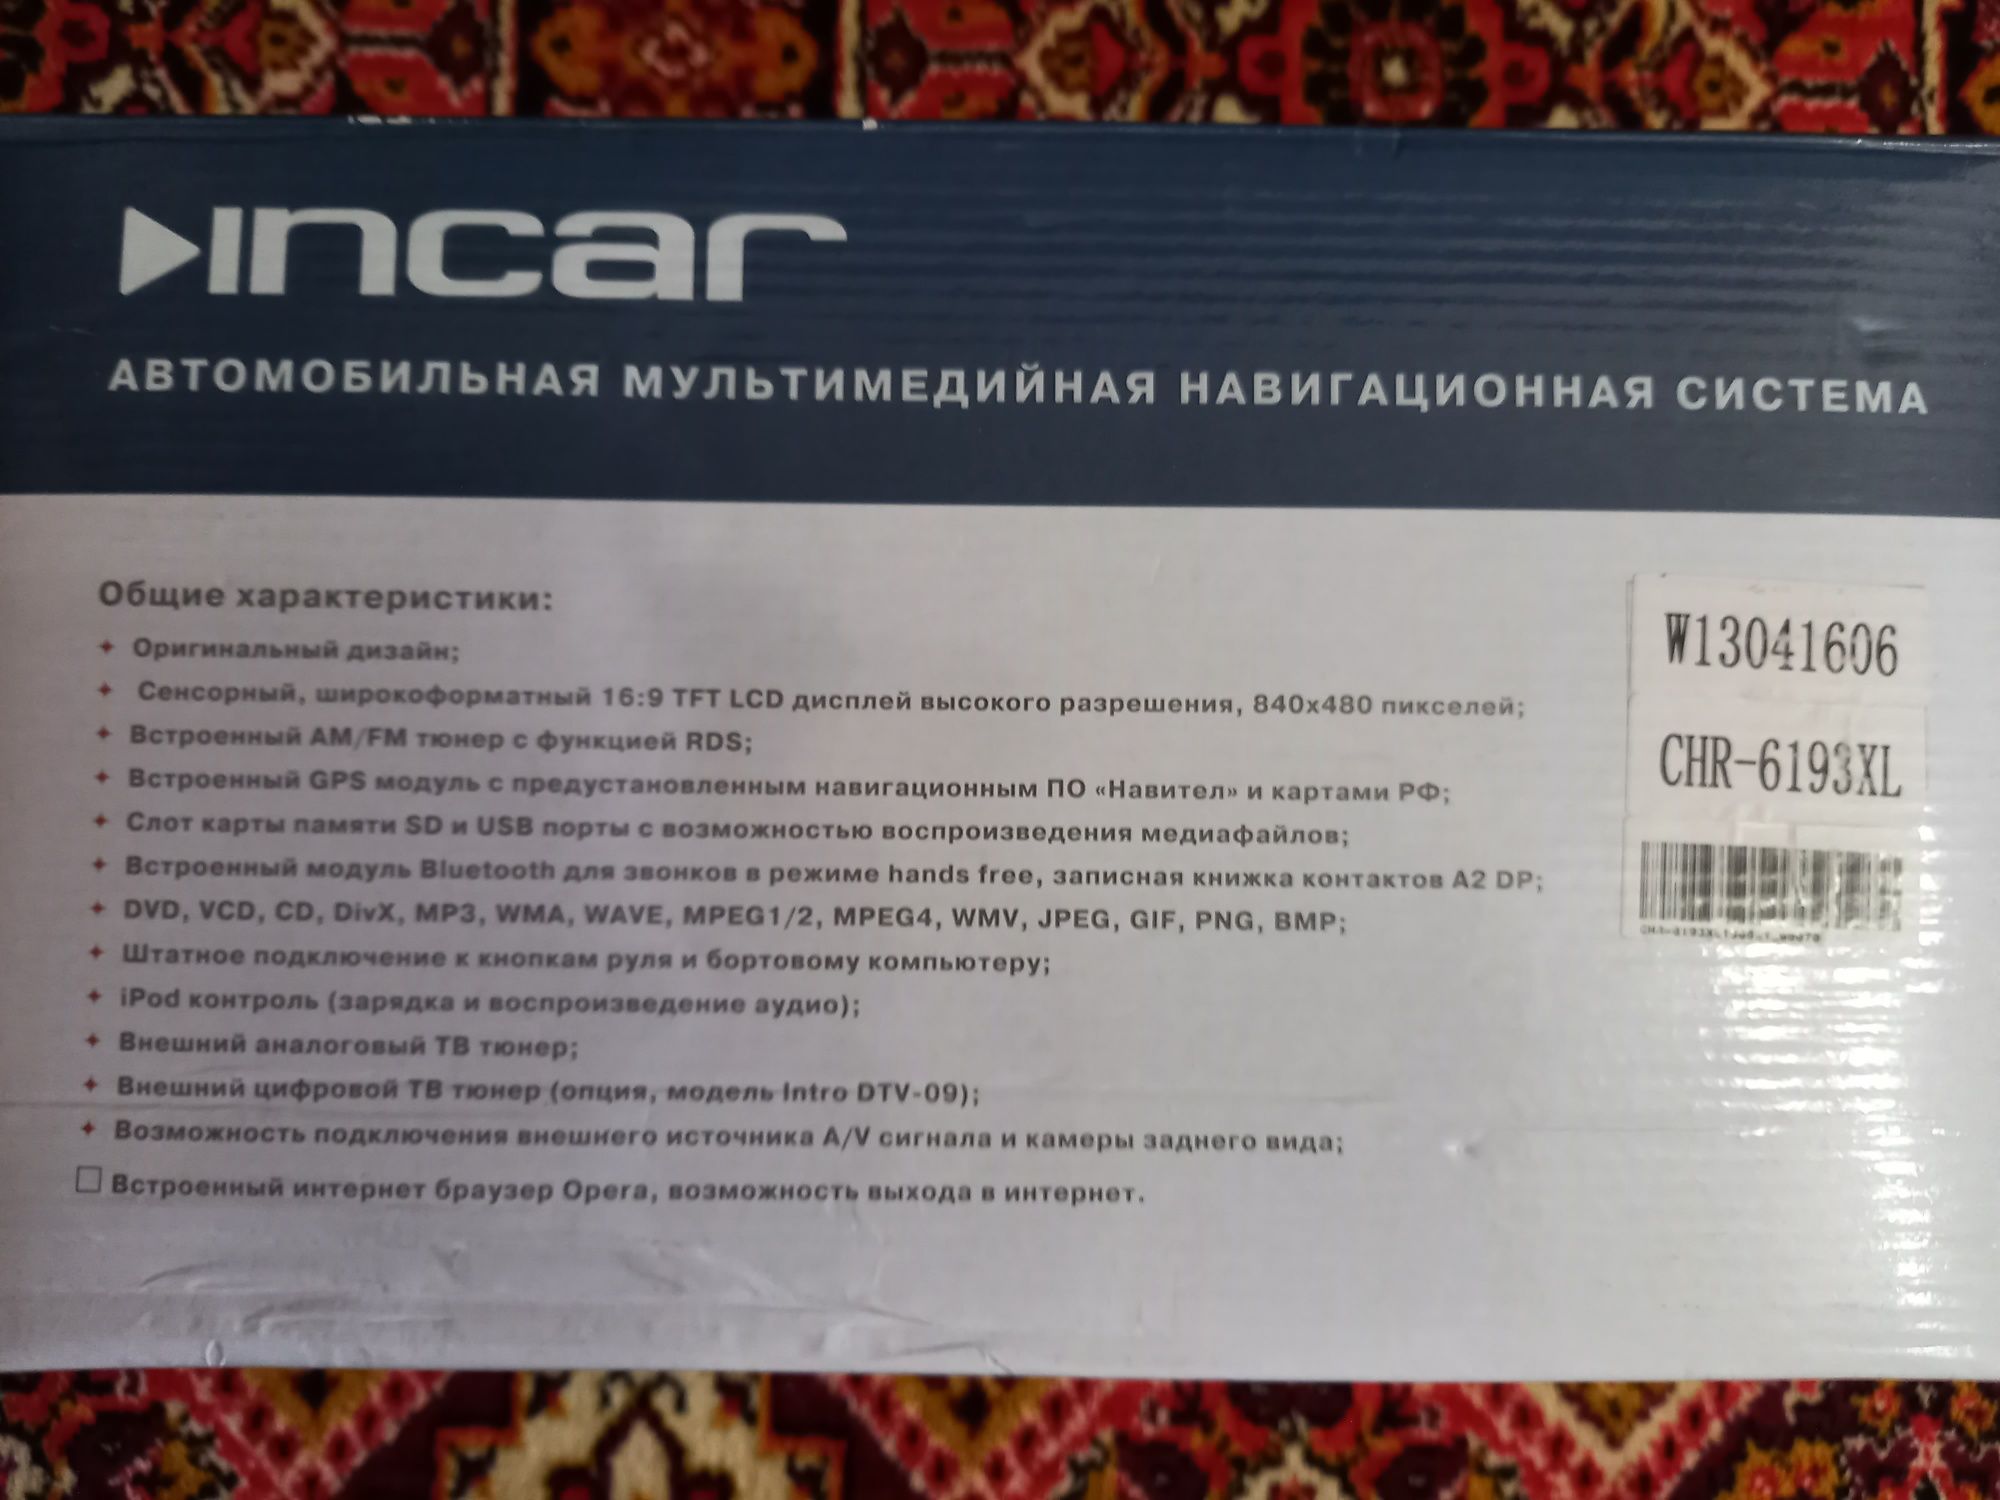 incar
АВТОМОБИЛЬНАЯ МУЛЬТИМЕДИЙНАЯ НАВИГАЦИОННАЯ СИСТЕМА
Общие характеристики:
Оригинальный дизайн;
Сенсорный, широкоформатный 16:9 TFT LCD дисплей высокого разрешения, 840x480 пикселей;
Встроенный AM/FM тюнер с функцией RDS;
Встроенный GPS модуль с предустановленным навигационным ПО «Навител» и картами РФ;
Слот карты памяти SD и USB порты с возможностью воспроизведения медиафайлов;
Встроенный модуль Bluetooth для звонков в режиме hands free, записная книжка контактов A2 DP;
DVD, VCD, CD, DivX, MP3, WMA, WAVE, MPEG1/2, MPEG4, WMV, JPEG, GIF, PNG, BMP;
Штатное подключение к кнопкам руля и бортовому компьютеру;
iPod контроль (зарядка и воспроизведение аудио);
Внешний аналоговый ТВ тюнер;
Внешний цифровой ТВ тюнер (опция, модель Intro DTV-09);
Возможность подключения внешнего источника A/V сигнала и камеры заднего вида;
Встроенный интернет браузер Opera, возможность выхода в интернет.
W13041606
CHR-6193XL